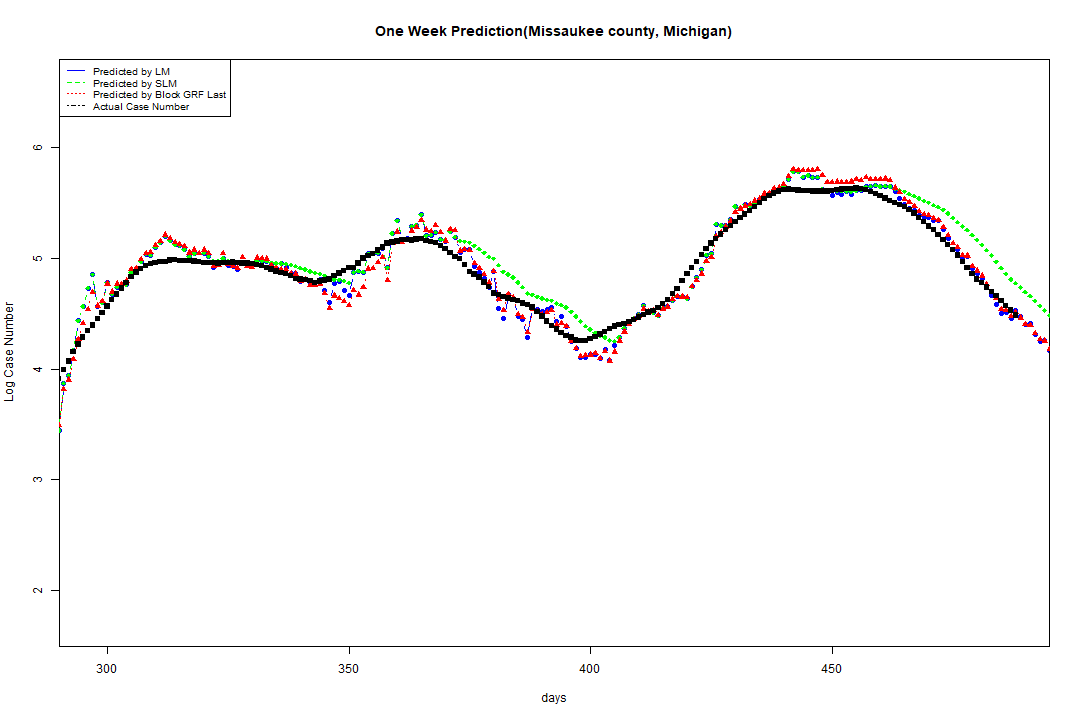 One Week Prediction(Missaukee county, Michigan)
Predicted by LM
Predicted by SLM
Predicted by Block GRF Last
Actual Case Number
6
5
4
3
2
Log Case Number
300
350
400
450
days